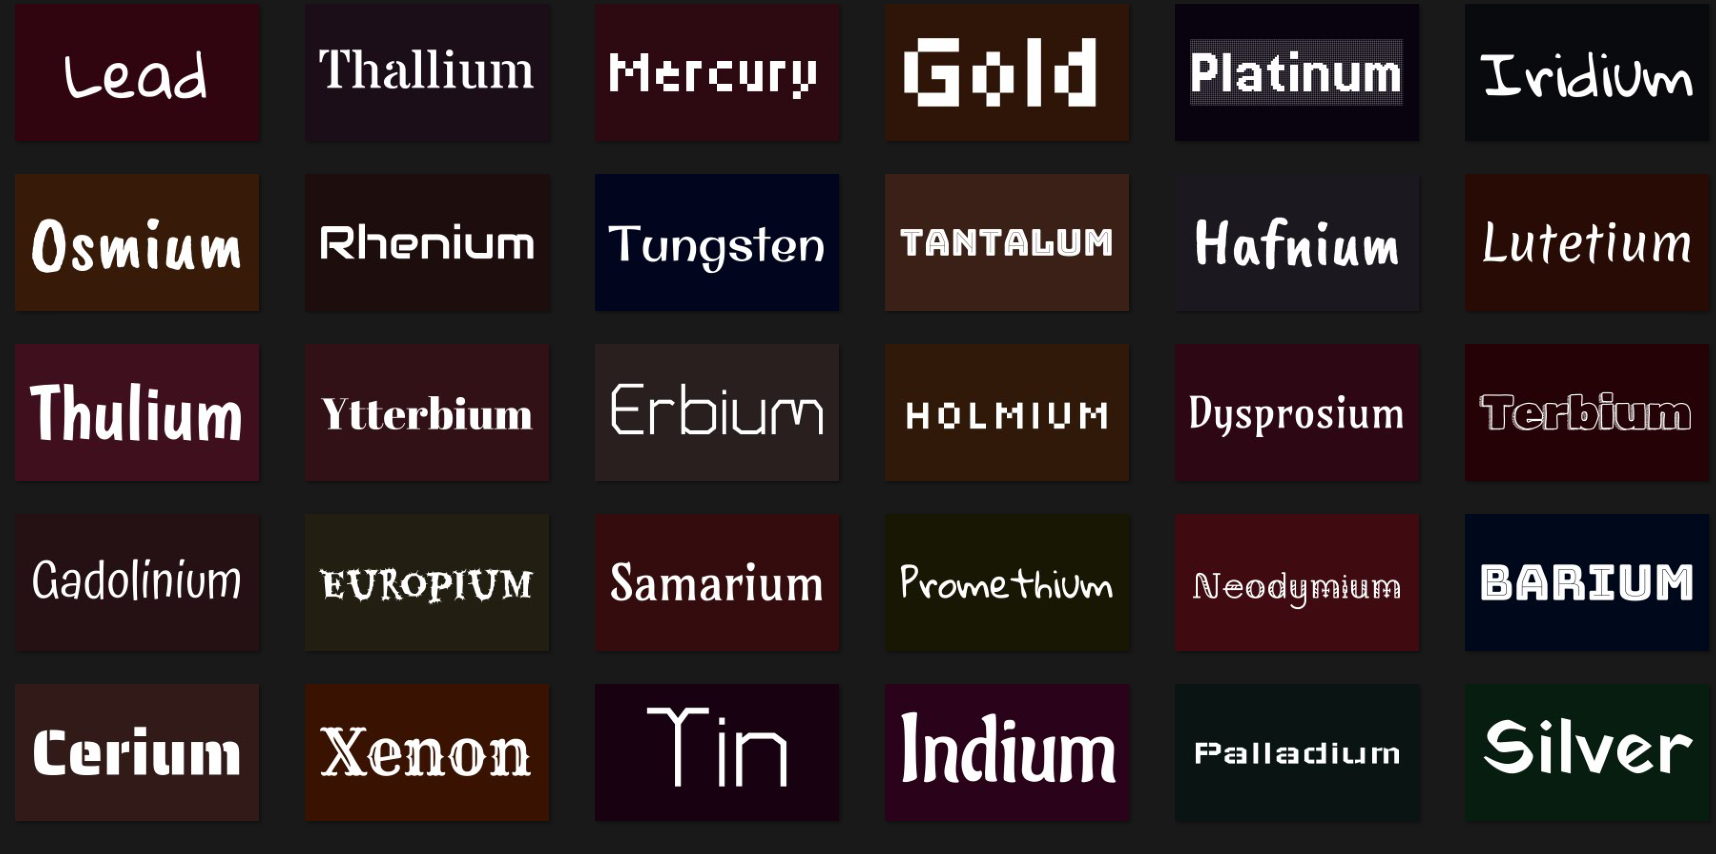 Lead
Thallium
Mercury
Gold
Platinum
Iridium
Osmium
Rhenium
Tungsten
TANTALUM
Hafnium
Lutetium
Thulium
Ytterbium
Erbium
HOLMIUM
Dysprosium
Terbium
Gadolinium
EUROPIUM
Samarium
Promethium
Neodymium
BARIUM
Cerium
Xenon
Tin
Indium
Palladium
Silver